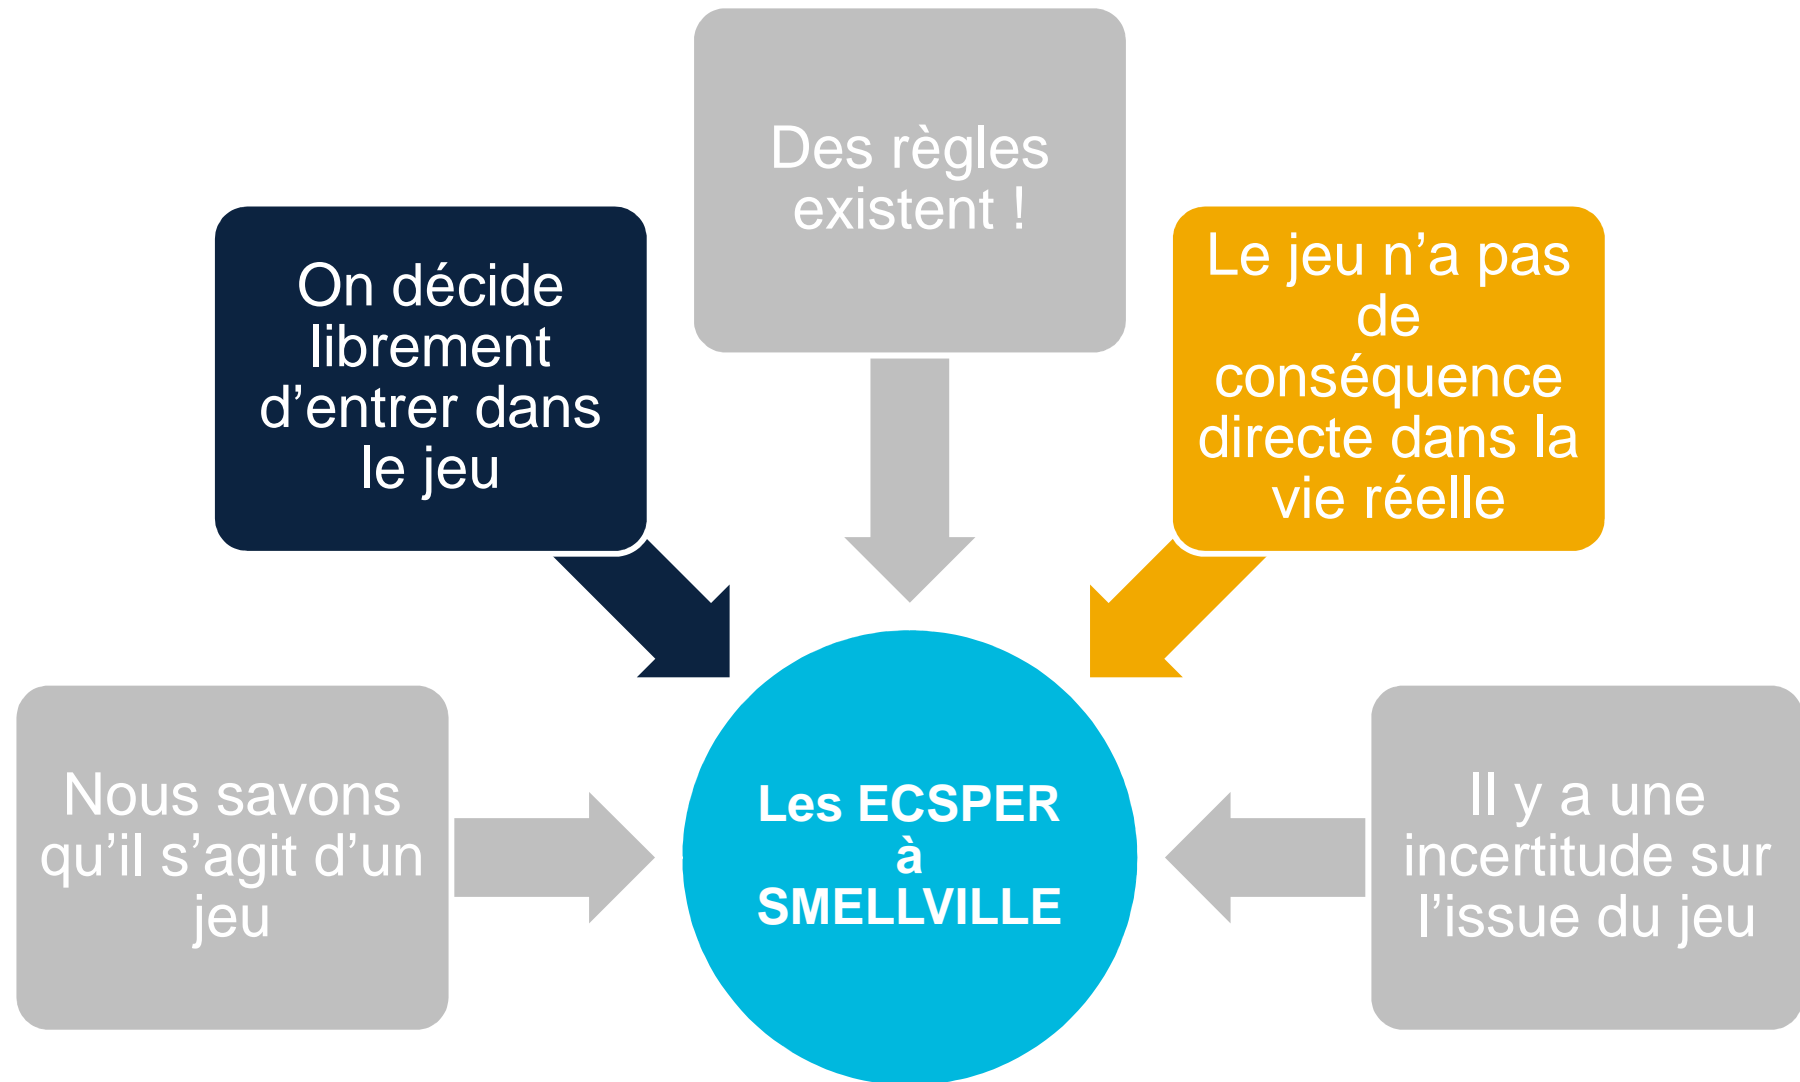 Des règles
existent !
On décide
librement
d’entrer dans
le jeu
Le jeu n’a pas
de
conséquence
directe dans la
vie réelle
Nous savons
qu’il s’agit d’un
jeu
Les ECSPER
à
SMELLVILLE
Il y a une
incertitude sur
l’issue du jeu